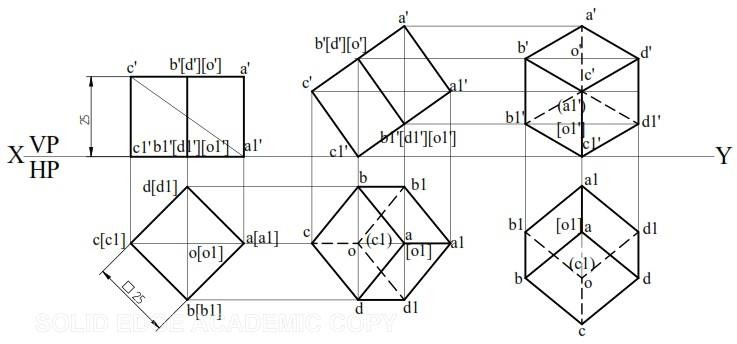 a' a'
b'[d'][o'] b' o' d'
c' b'[d'][o'] a' c' a1' c'
25 (a1')
b1' [o1'] d1'
X VP c1' b1'[d1'][o1'] a1' c1' b1'[d1'][o1'] c1' Y
HP
d[d1] b b1 a1
c[c1] a[a1] c (c1) a b1 [o1] a d1
o[o1] o [o1] a1
(c1)
□ 25 b o d
b[b1] d d1
c
SOLID EDGE ACADEMIC COPY